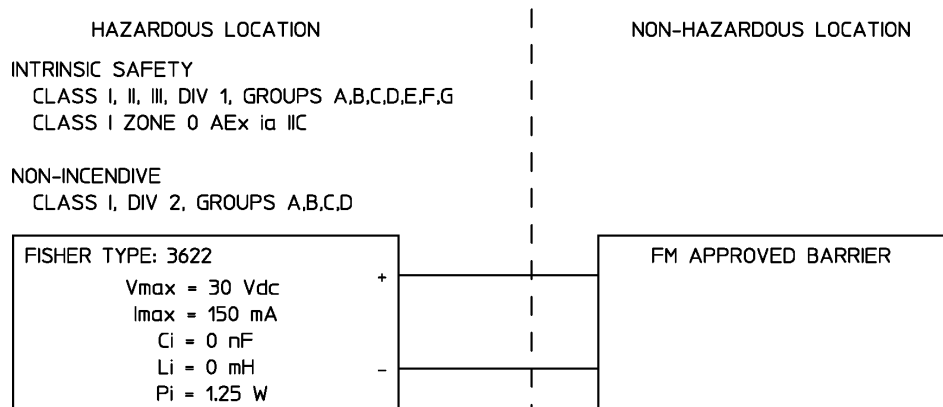 HAZARDOUS LOCATION
NON-HAZARDOUS LOCATION
INTRINSIC SAFETY
CLASS I, II, III, DIV 1, GROUPS A,B,C,D,E,F,G
CLASS I ZONE 0 AEx ia IIC
NON-INCENDIVE
CLASS I, DIV 2, GROUPS A,B,C,D
FISHER TYPE: 3622
Vmax = 30 Vdc
Imax = 150 mA
Ci = 0 nF
Li = 0 mH
Pi = 1.25 W
+
-
FM APPROVED BARRIER